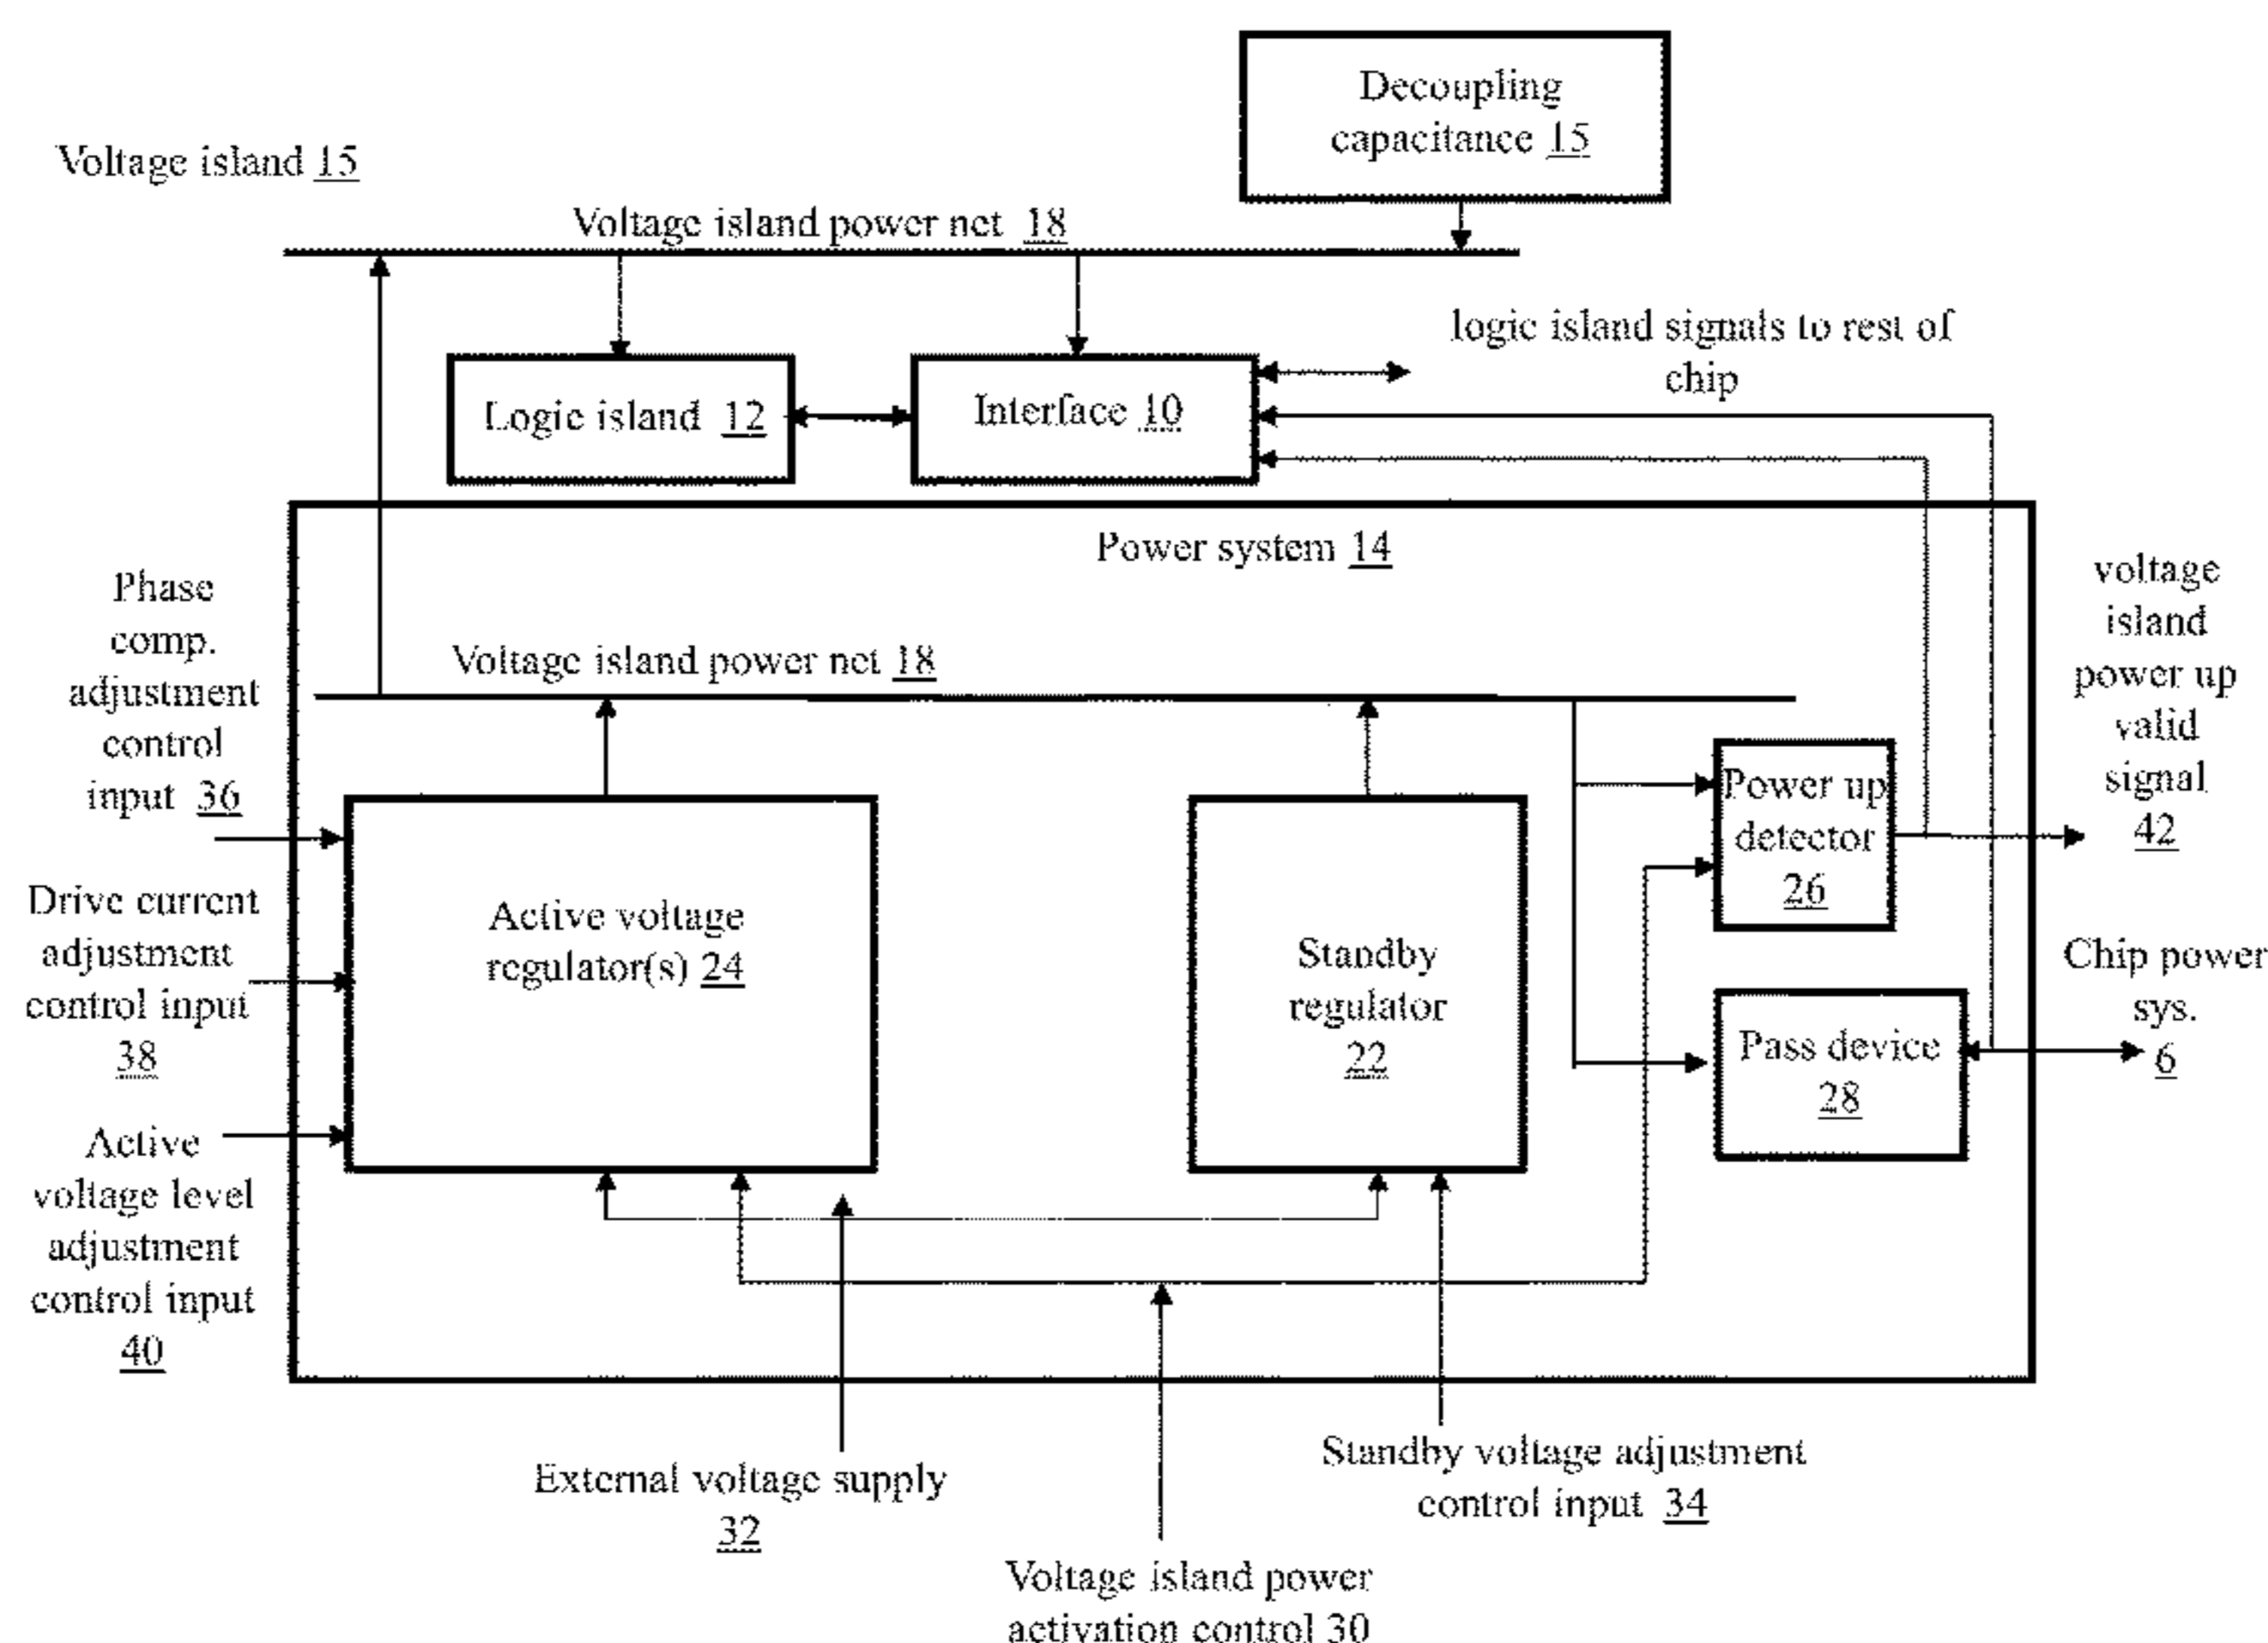 Decoupling
capacitance 15
Voltage island 15
Voltage island power net 18
logic island signals to rest of
chip
Logic island 12
Interface 10
Power system 14
Phase
comp.
adjustment
control
input 36
voltage
island
power up
valid
signal
42
Voltage island power net 18
Power up
detector
26
Drive current
adjustment
control input
38
Active voltage
regulator(s) 24
Standby
regulator
22
Chip power
sys.
6
Pass device
28
Active
voltage level
adjustment
control input
40
External voltage supply
32
Standby voltage adjustment
control input 34
Voltage island power
activation control 30